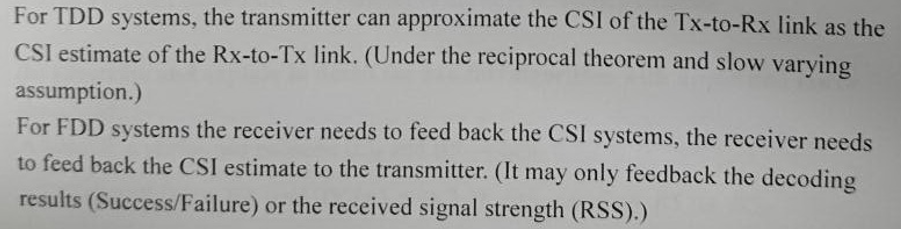 For TDD systems, the transmitter can approximate the CSI of the Tx-to-Rx link as the
CSI estimate of the Rx-to-Tx link. (Under the reciprocal theorem and slow varying
assumption.)
For FDD systems the receiver needs to feed back the CSI systems, the receiver needs
to feed back the CSI estimate to the transmitter. (It may only feedback the decoding
results (Success/Failure) or the received signal strength (RSS).)